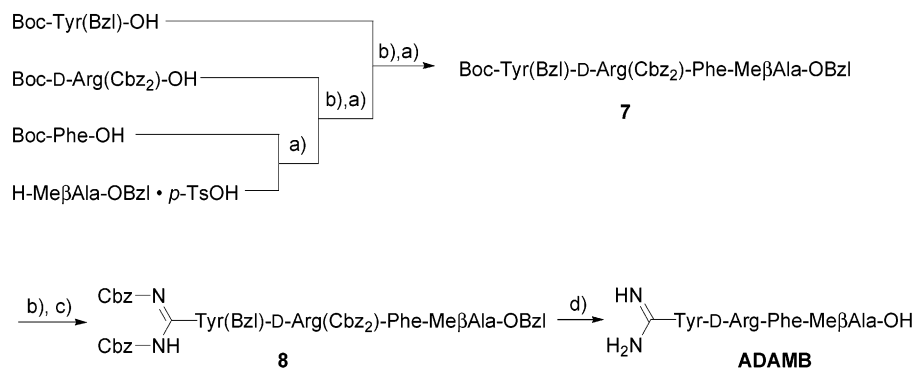 Boc-Tyr(Bzl)-OH
b),a)
Boc-D-Arg(Cbz₂)-OH
b),a)
Boc-Tyr(Bzl)-D-Arg(Cbz₂)-Phe-MeβAla-OBzl
7
Boc-Phe-OH
a)
H-MeβAla-OBzl • p-TsOH
b), c)
Cbz N
Tyr(Bzl)-D-Arg(Cbz₂)-Phe-MeβAla-OBzl
Cbz NH
8
d)
HN
Tyr-D-Arg-Phe-MeβAla-OH
H₂N
ADAMB